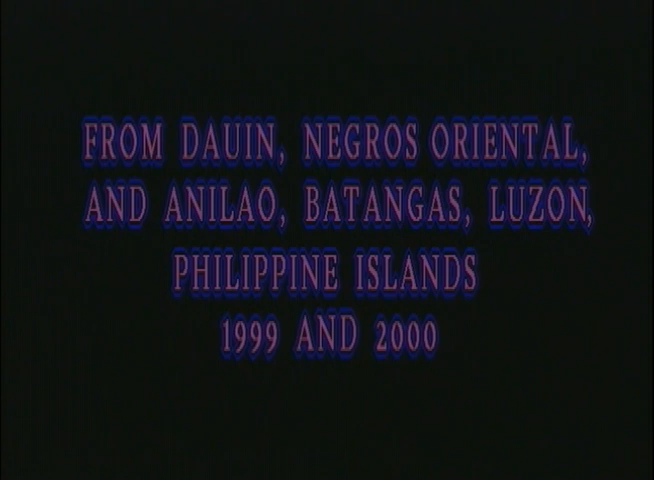 FROM DAUIN, NEGROS ORIENTAL,
AND ANILAO, BATANGAS, LUZON,
PHILIPPINE ISLANDS
1999 AND 2000